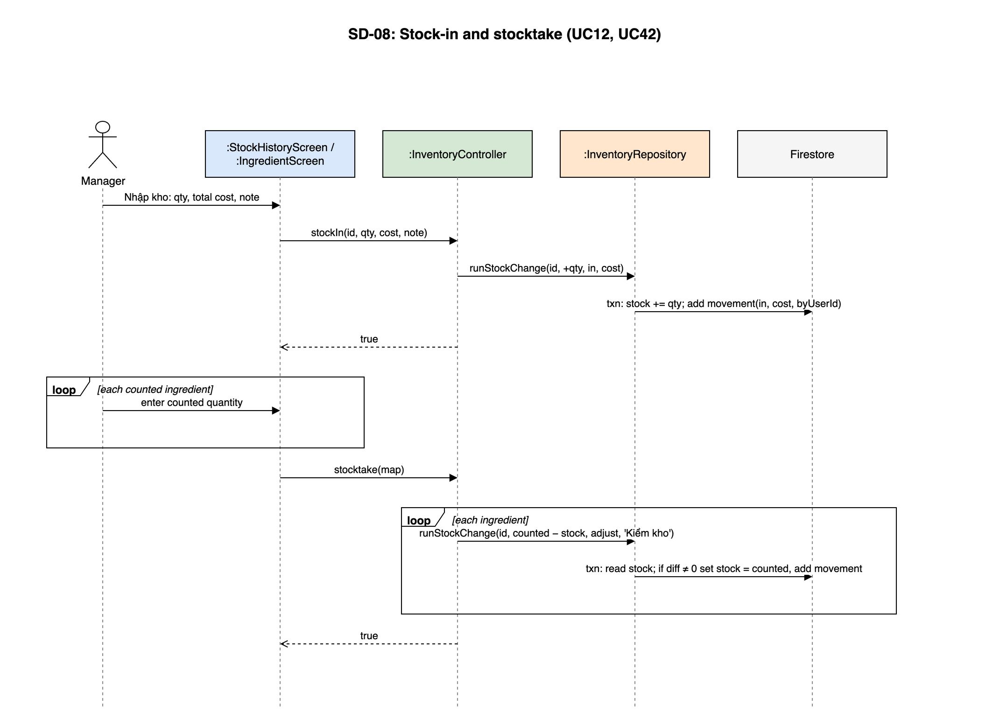 SD-08: Stock-in and stocktake (UC12, UC42)
Manager
:StockHistoryScreen /
:IngredientScreen
:InventoryController
:InventoryRepository
Firestore
Nhập kho: qty, total cost, note
stockIn(id, qty, cost, note)
runStockChange(id, +qty, in, cost)
txn: stock += qty; add movement(in, cost, byUserId)
true
loop
[each counted ingredient]
enter counted quantity
stocktake(map)
loop
[each ingredient]
runStockChange(id, counted – stock, adjust, 'Kiểm kho')
txn: read stock; if diff ≠ 0 set stock = counted, add movement
true